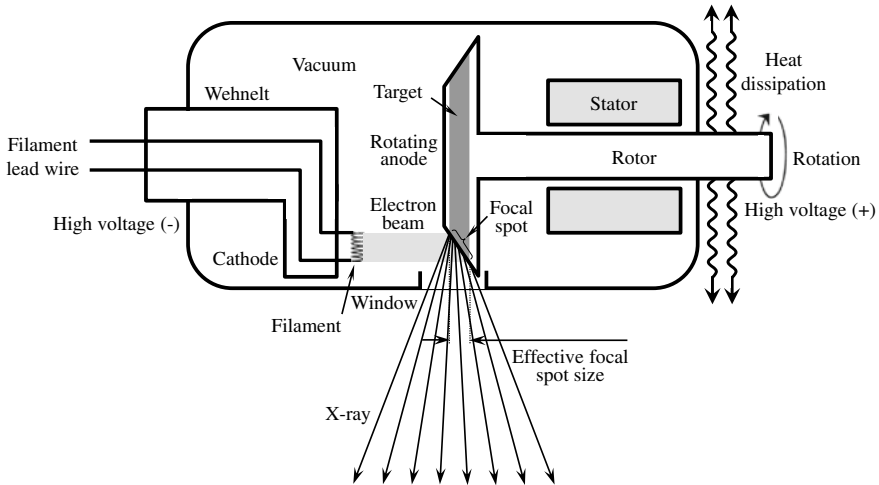 Vacuum
Heat
dissipation
Wehnelt
Target
Stator
Filament
lead wire
Rotating
anode
Rotor
Rotation
High voltage (-)
Electron
beam
Focal
spot
High voltage (+)
Cathode
Window
Filament
Effective focal
spot size
X-ray